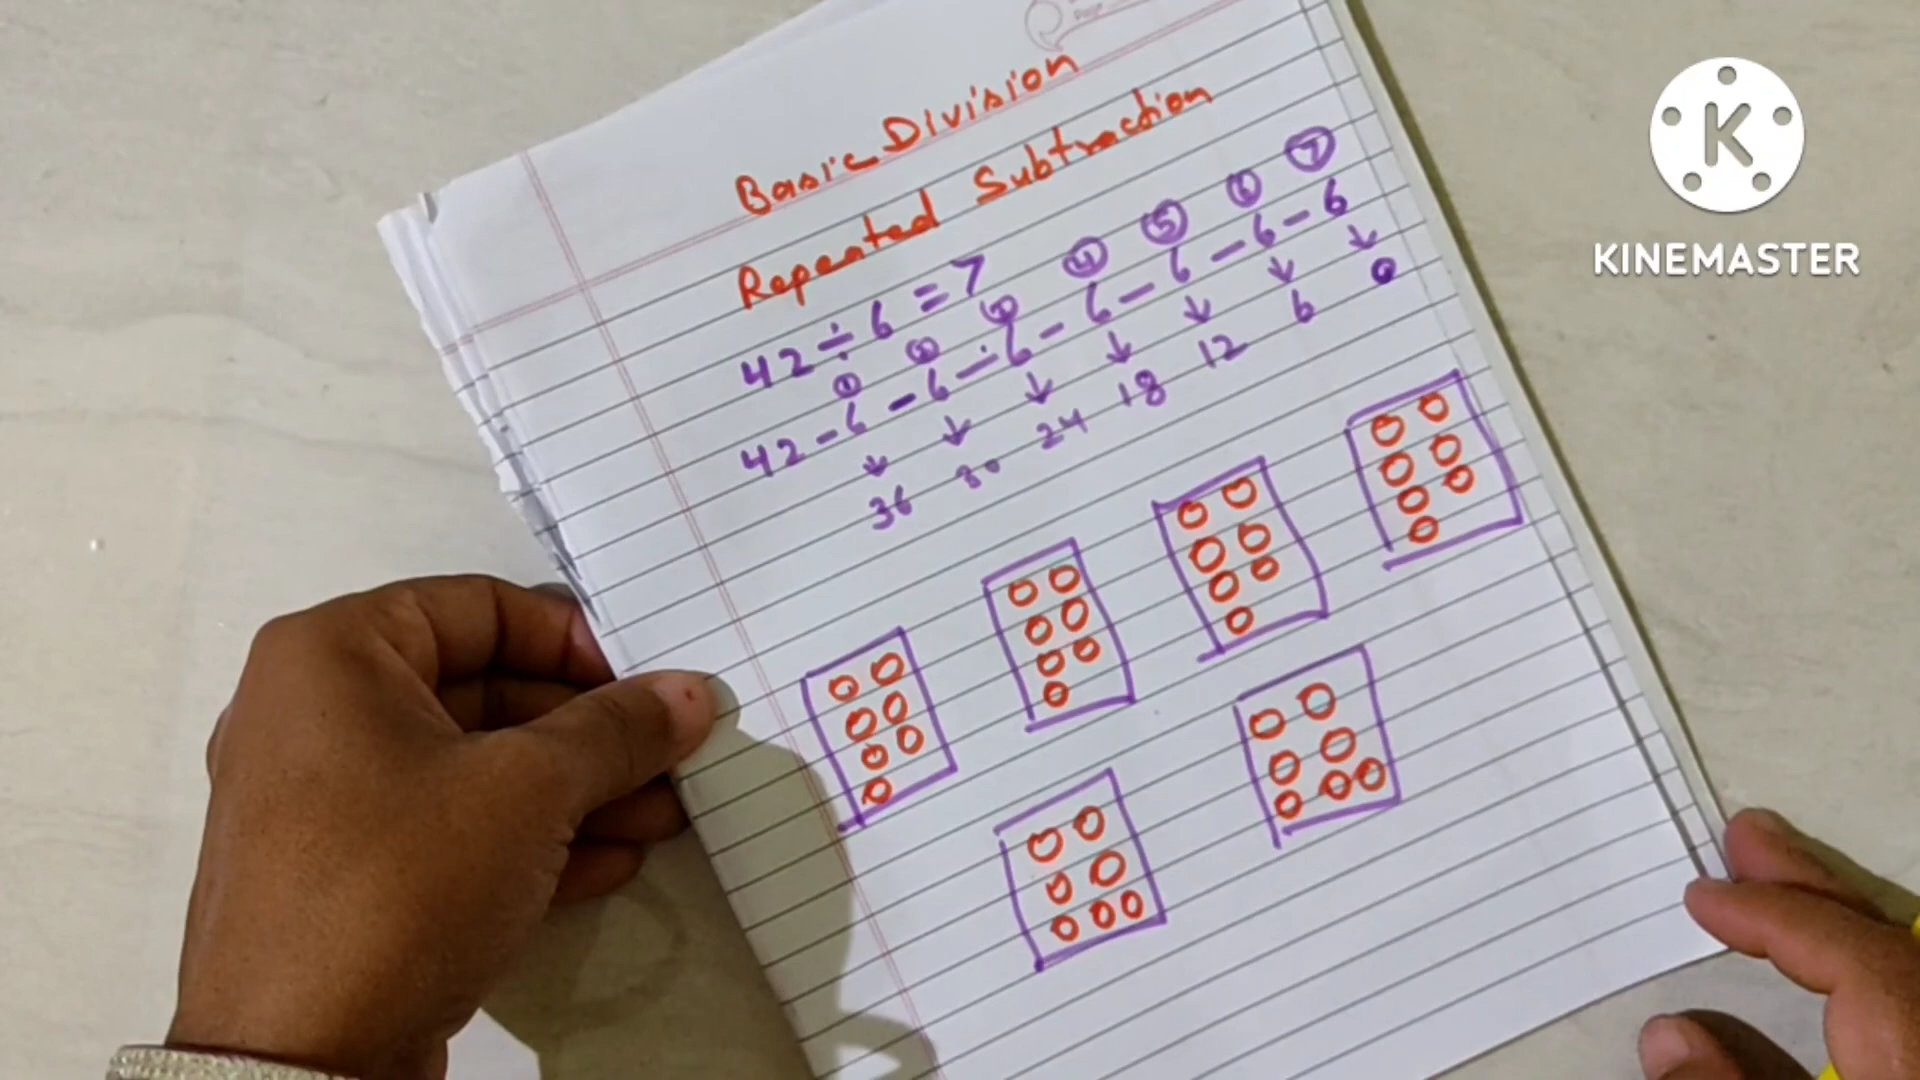 Basic Division
Repeated Subtraction
42 ÷ 6 = 7
① ② ③ ④ ⑤ ⑥ ⑦
42 - 6 - 6 - 6 - 6 - 6 - 6 - 6
↓ ↓ ↓ ↓ ↓ ↓ ↓
36 30 24 18 12 6 0
K
KINEMASTER